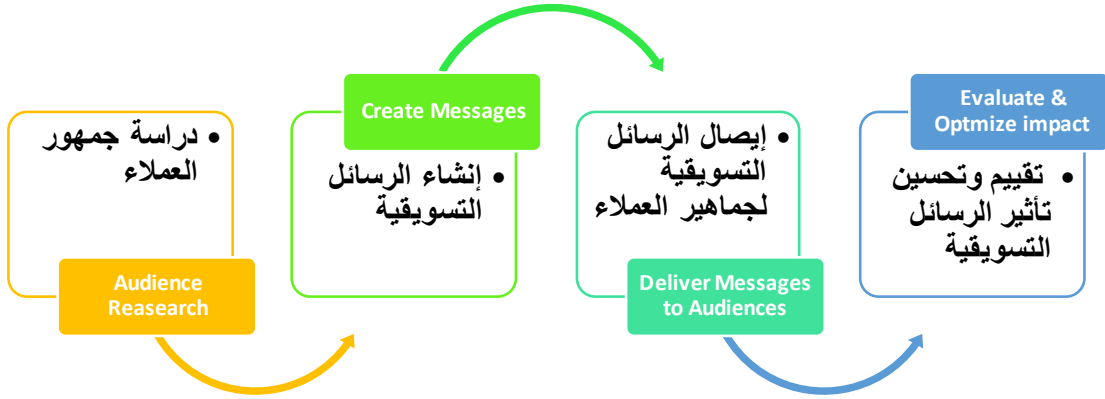 • دراسة جمهور
العملاء
Audience
Reasearch
Create Messages
• إنشاء الرسائل
التسويقية
• إيصال الرسائل
التسويقية
لجماهير العملاء
Deliver Messages
to Audiences
Evaluate &
Optmize impact
• تقييم وتحسين
تأثير الرسائل
التسويقية